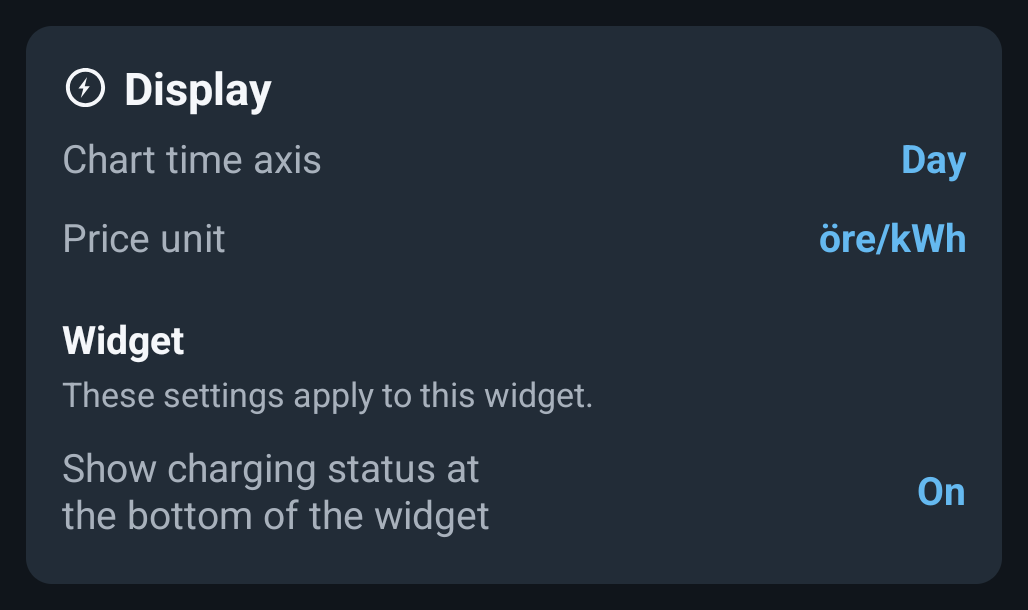 Display
Chart time axis
Day
Price unit
öre/kWh
Widget
These settings apply to this widget.
Show charging status at
the bottom of the widget
On